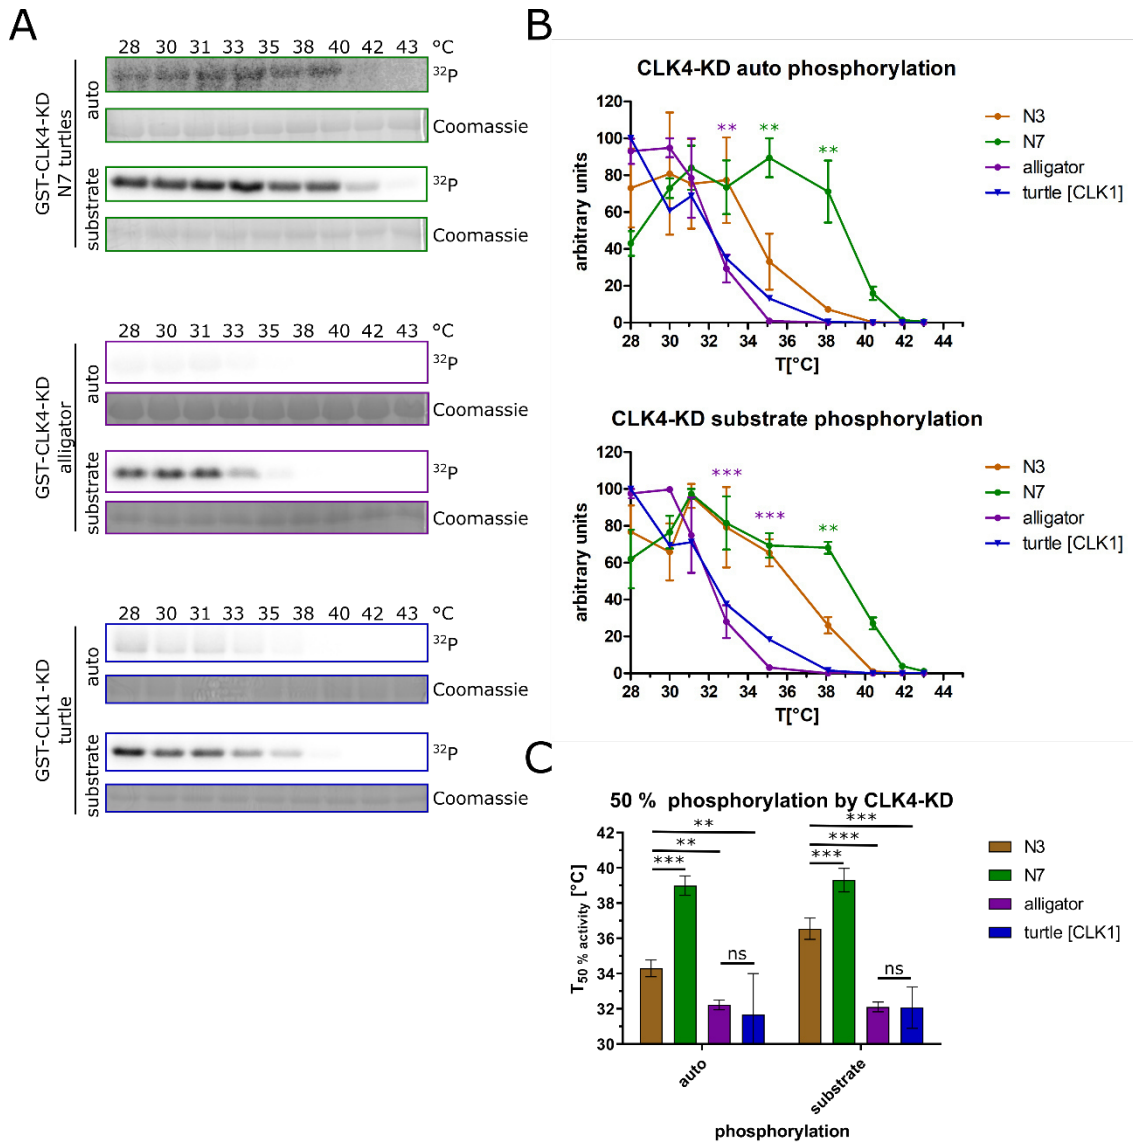 A
28 30 31 33 35 38 40 42 43 °C
GST-CLK4-KD
N7 turtles
auto
32P
Coomassie
substrate
32P
Coomassie
28 30 31 33 35 38 40 42 43 °C
GST-CLK4-KD
alligator
auto
32P
Coomassie
substrate
32P
Coomassie
28 30 31 33 35 38 40 42 43 °C
GST-CLK1-KD
turtle
auto
32P
Coomassie
substrate
32P
Coomassie
B
CLK4-KD auto phosphorylation
arbitrary units
120
100
80
60
40
20
0
** ** **
28 30 32 34 36 38 40 42 44
T[°C]
N3
N7
alligator
turtle [CLK1]
CLK4-KD substrate phosphorylation
arbitrary units
120
100
80
60
40
20
0
***
***
**
28 30 32 34 36 38 40 42 44
T[°C]
N3
N7
alligator
turtle [CLK1]
C
50 % phosphorylation by CLK4-KD
T50 % activity [°C]
42
40
38
36
34
32
30
**
**
***
ns
***
***
***
ns
auto
substrate
phosphorylation
N3
N7
alligator
turtle [CLK1]